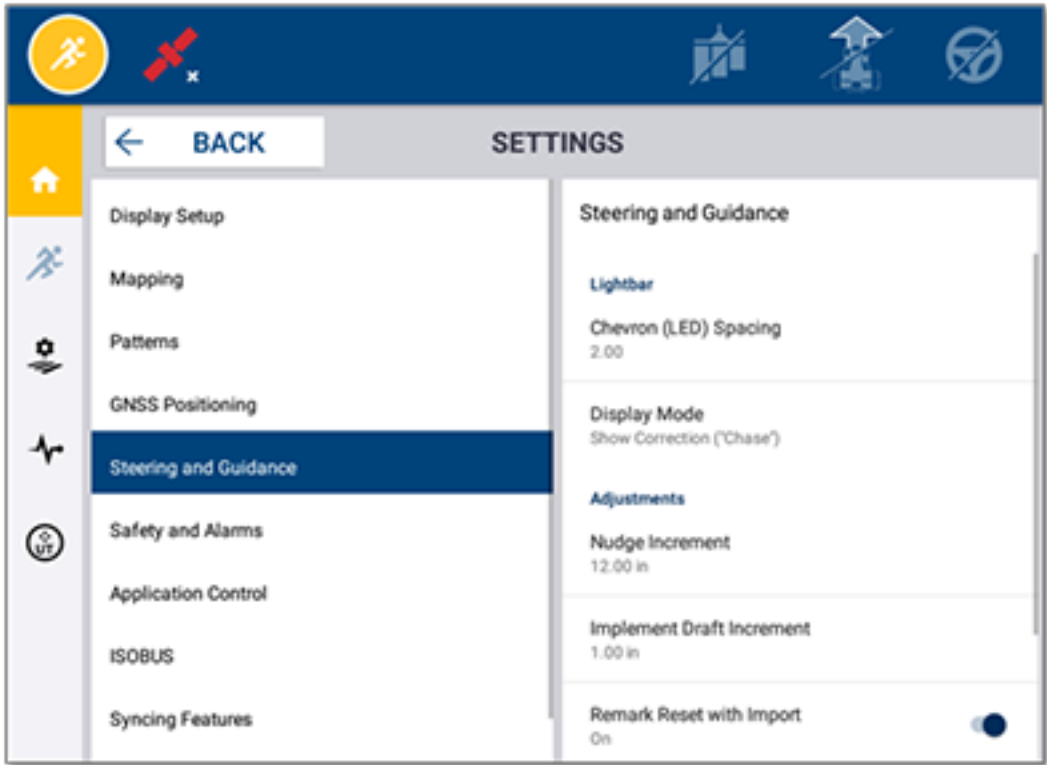 BACK
SETTINGS
Display Setup
Mapping
Patterns
GNSS Positioning
Steering and Guidance
Safety and Alarms
Application Control
ISOBUS
Syncing Features
UT
Steering and Guidance
Lightbar
Chevron (LED) Spacing
2.00
Display Mode
Show Correction ("Chase")
Adjustments
Nudge Increment
12.00 in
Implement Draft Increment
1.00 in
Remark Reset with Import
On